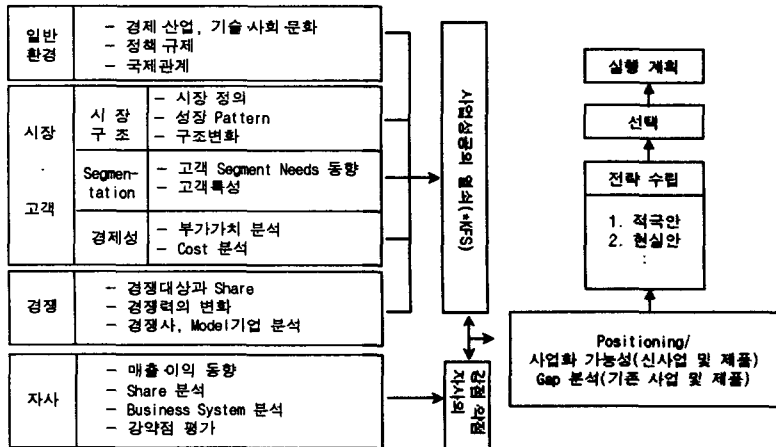 일반
환경
– 경제 산업, 기술·사회 문화
– 정책 규제
– 국제관계
시장
·
고객
시 장
구 조
– 시장 정의
– 성장 Pattern
– 구조변화
Segmen-
tation
– 고객 Segment Needs 동향
– 고객특성
경제성
– 부가가치 분석
– Cost 분석
경쟁
– 경쟁대상과 Share
– 경쟁력의 변화
– 경쟁사, Model기업 분석
자사
– 매출·이익 동향
– Share 분석
– Business System 분석
– 강약점 평가
사업성공의 열쇠(*KFS)
자사의
강점·약점
실행 계획
선택
전략 수립
1. 적극안
2. 현실안
:
Positioning/
사업화 가능성(신사업 및 제품)
Gap 분석(기존 사업 및 제품)